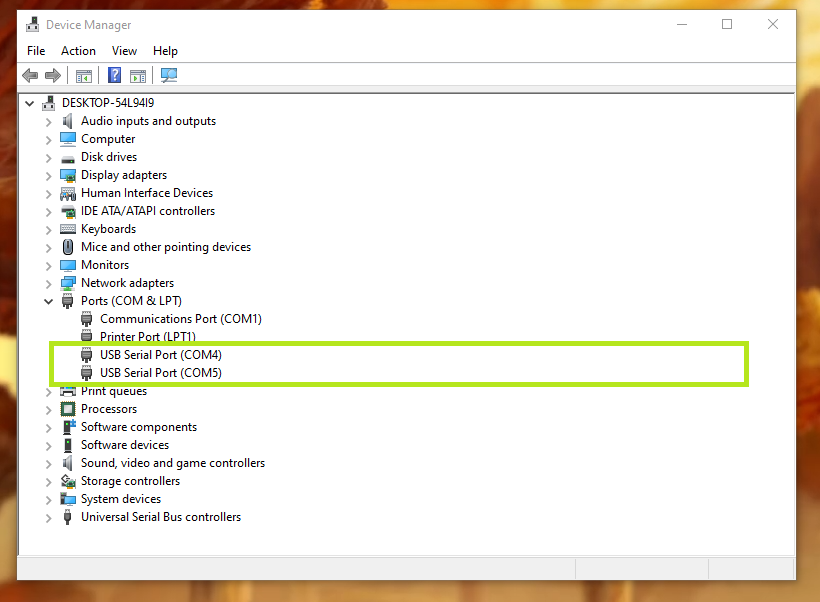 Device Manager
File Action View Help
DESKTOP-54L94I9
Audio inputs and outputs
Computer
Disk drives
Display adapters
Human Interface Devices
IDE ATA/ATAPI controllers
Keyboards
Mice and other pointing devices
Monitors
Network adapters
Ports (COM & LPT)
Communications Port (COM1)
Printer Port (LPT1)
USB Serial Port (COM4)
USB Serial Port (COM5)
Print queues
Processors
Software components
Software devices
Sound, video and game controllers
Storage controllers
System devices
Universal Serial Bus controllers